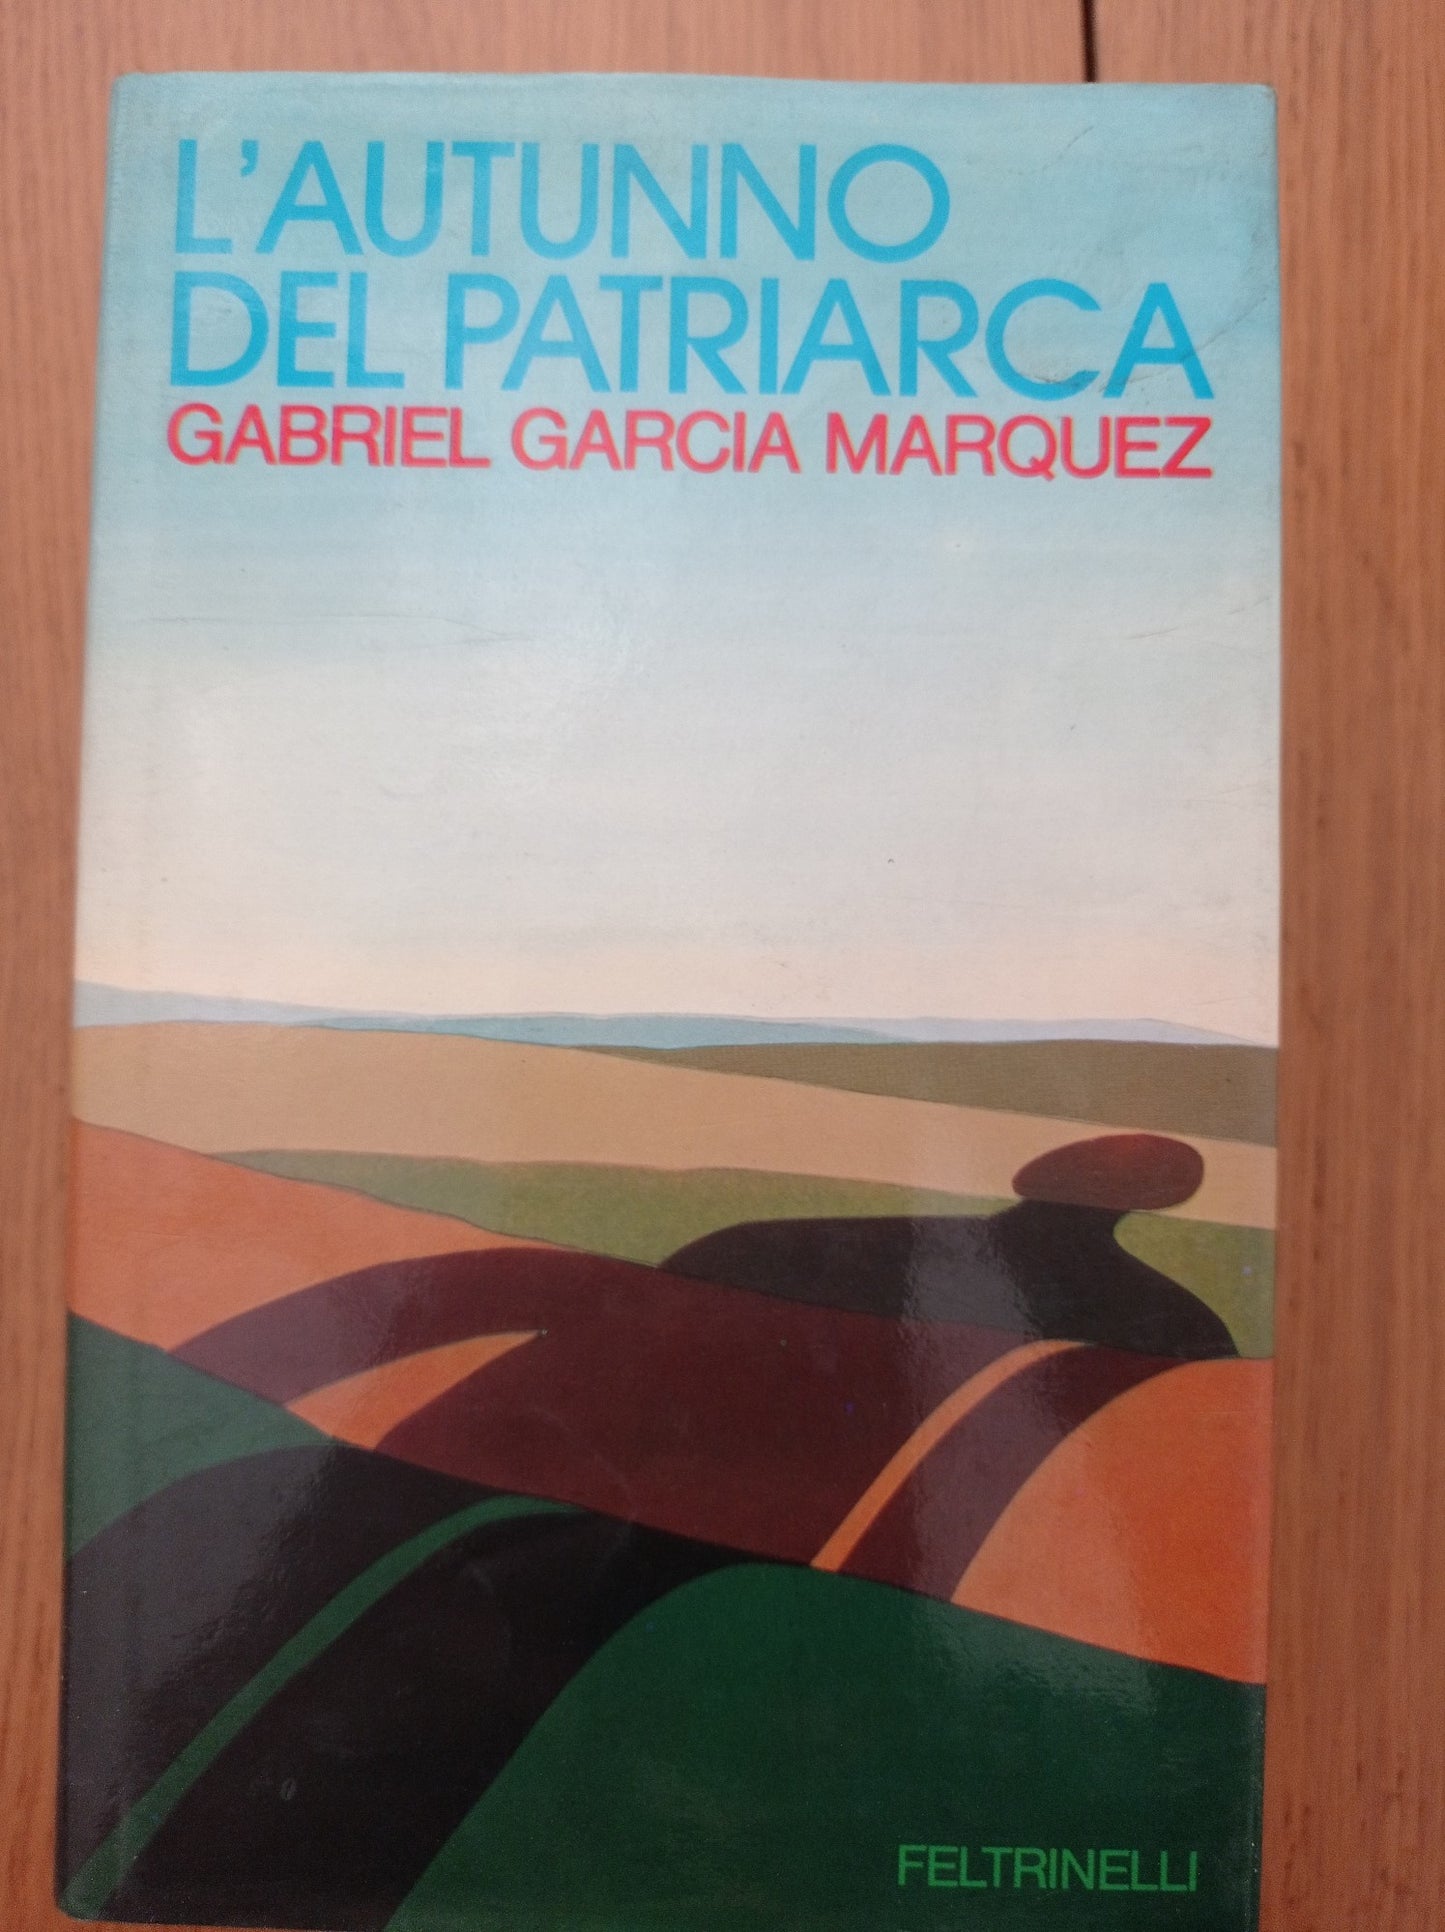 L'AUTUNNO
DEL PATRIARCA
GABRIEL GARCIA MARQUEZ
FELTRINELLI